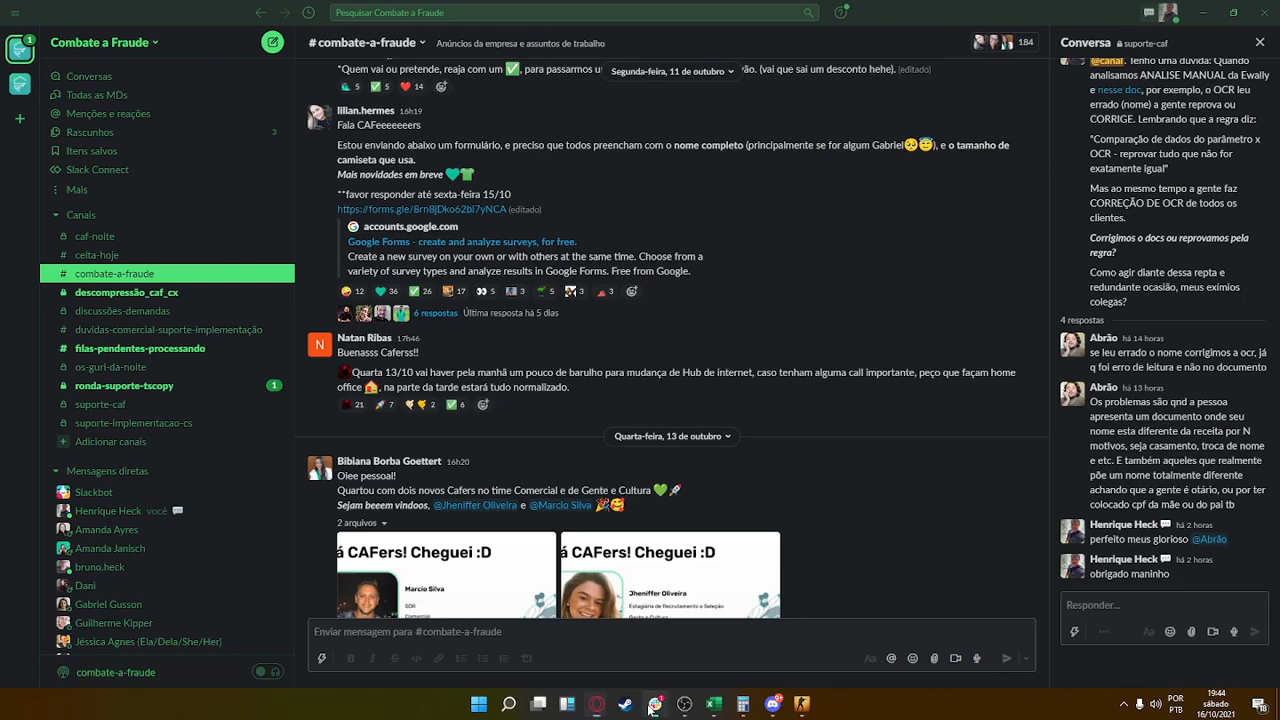 Pesquisar Combate a Fraude
1
Combate a Fraude
Conversas
Todas as MDs
Menções e reações
Rascunhos
3
Itens salvos
Slack Connect
Mais
Canais
caf-noite
celta-hoje
# combate-a-fraude
descompressão_caf_cx
discussões-demandas
# duvidas-comercial-suporte-implementação
# filas-pendentes-processando
os-guri-da-noite
ronda-suporte-tscopy
1
suporte-caf
suporte-implementacao-cs
+ Adicionar canais
Mensagens diretas
Slackbot
Henrique Heck você
Amanda Ayres
Amanda Janisch
bruno.heck
Dani
Gabriel Gusson
Guilherme Kipper
Jéssica Agnes (Ela/Dela/She/Her)
combate-a-fraude
#combate-a-fraude
Anúncios da empresa e assuntos de trabalho
184
Segunda-feira, 11 de outubro
*Quem vai ou pretende, reaja com um ✅, para passarmos u
ão. (vai que sai um desconto hehe). (editado)
5 5 14
lilian.hermes 16h19
Fala CAFeeeeeers
Estou enviando abaixo um formulário, e preciso que todos preencham com o nome completo (principalmente se for algum Gabriel🥺😇), e o tamanho de
camiseta que usa.
Mais novidades em breve
**favor responder até sexta-feira 15/10
https://forms.gle/8rn8JDko62bi7yNCA (editado)
accounts.google.com
Google Forms - create and analyze surveys, for free.
Create a new survey on your own or with others at the same time. Choose from a
variety of survey types and analyze results in Google Forms. Free from Google.
12 36 26 17 5 3 5 3 3
6 respostas Última resposta há 5 dias
N
Natan Ribas 17h46
Buenasss Caferss!!
Quarta 13/10 vai haver pela manhã um pouco de barulho para mudança de Hub de internet, caso tenham alguma call importante, peço que façam home
office 🏠, na parte da tarde estará tudo normalizado.
21 7 2 6
Quarta-feira, 13 de outubro
Bibiana Borba Goettert 16h20
Oiee pessoal!
Quartou com dois novos Cafers no time Comercial e de Gente e Cultura 💚🚀
Sejam beeem vindoos, @Jheniffer Oliveira e @Marcio Silva 🎉🥰
2 arquivos
á CAFers! Cheguei :D
Marcio Silva
SDR
Comercial
á CAFers! Cheguei :D
Jheniffer Oliveira
Estagiária de Recrutamento e Seleção
Gente e Cultura
Enviar mensagem para #combate-a-fraude
Conversa suporte-caf
@canal. Tenho uma dúvida: Quando
analisamos ANALISE MANUAL da Ewally
e nesse doc, por exemplo, o OCR leu
errado (nome) a gente reprova ou
CORRIGE. Lembrando que a regra diz:
"Comparação de dados do parâmetro x
OCR - reprovar tudo que não for
exatamente igual"
Mas ao mesmo tempo a gente faz
CORREÇÃO DE OCR de todos os
clientes.
Corrigimos o docs ou reprovamos pela
regra?
Como agir diante dessa repta e
redundante ocasião, meus exímios
colegas?
4 respostas
Abrão há 14 horas
se leu errado o nome corrigimos a ocr, já
q foi erro de leitura e não no documento
Abrão há 13 horas
Os problemas são qnd a pessoa
apresenta um documento onde seu
nome esta diferente da receita por N
motivos, seja casamento, troca de nome
e etc. E também aqueles que realmente
põe um nome totalmente diferente
achando que a gente é otário, ou por ter
colocado cpf da mãe ou do pai tb
Henrique Heck há 2 horas
perfeito meus glorioso @Abrão
Henrique Heck há 2 horas
obrigado maninho
Responder...
POR
PTB
19:44
sábado
16/10/2021